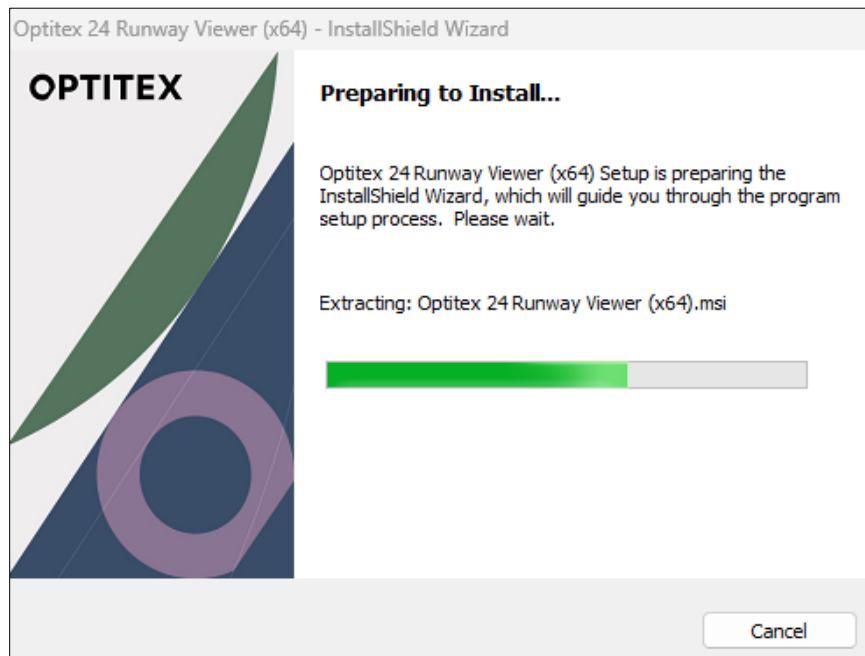 Optitex 24 Runway Viewer (x64) - InstallShield Wizard
OPTITEX
Preparing to Install...
Optitex 24 Runway Viewer (x64) Setup is preparing the
InstallShield Wizard, which will guide you through the program
setup process.  Please wait.
Extracting: Optitex 24 Runway Viewer (x64).msi
Cancel